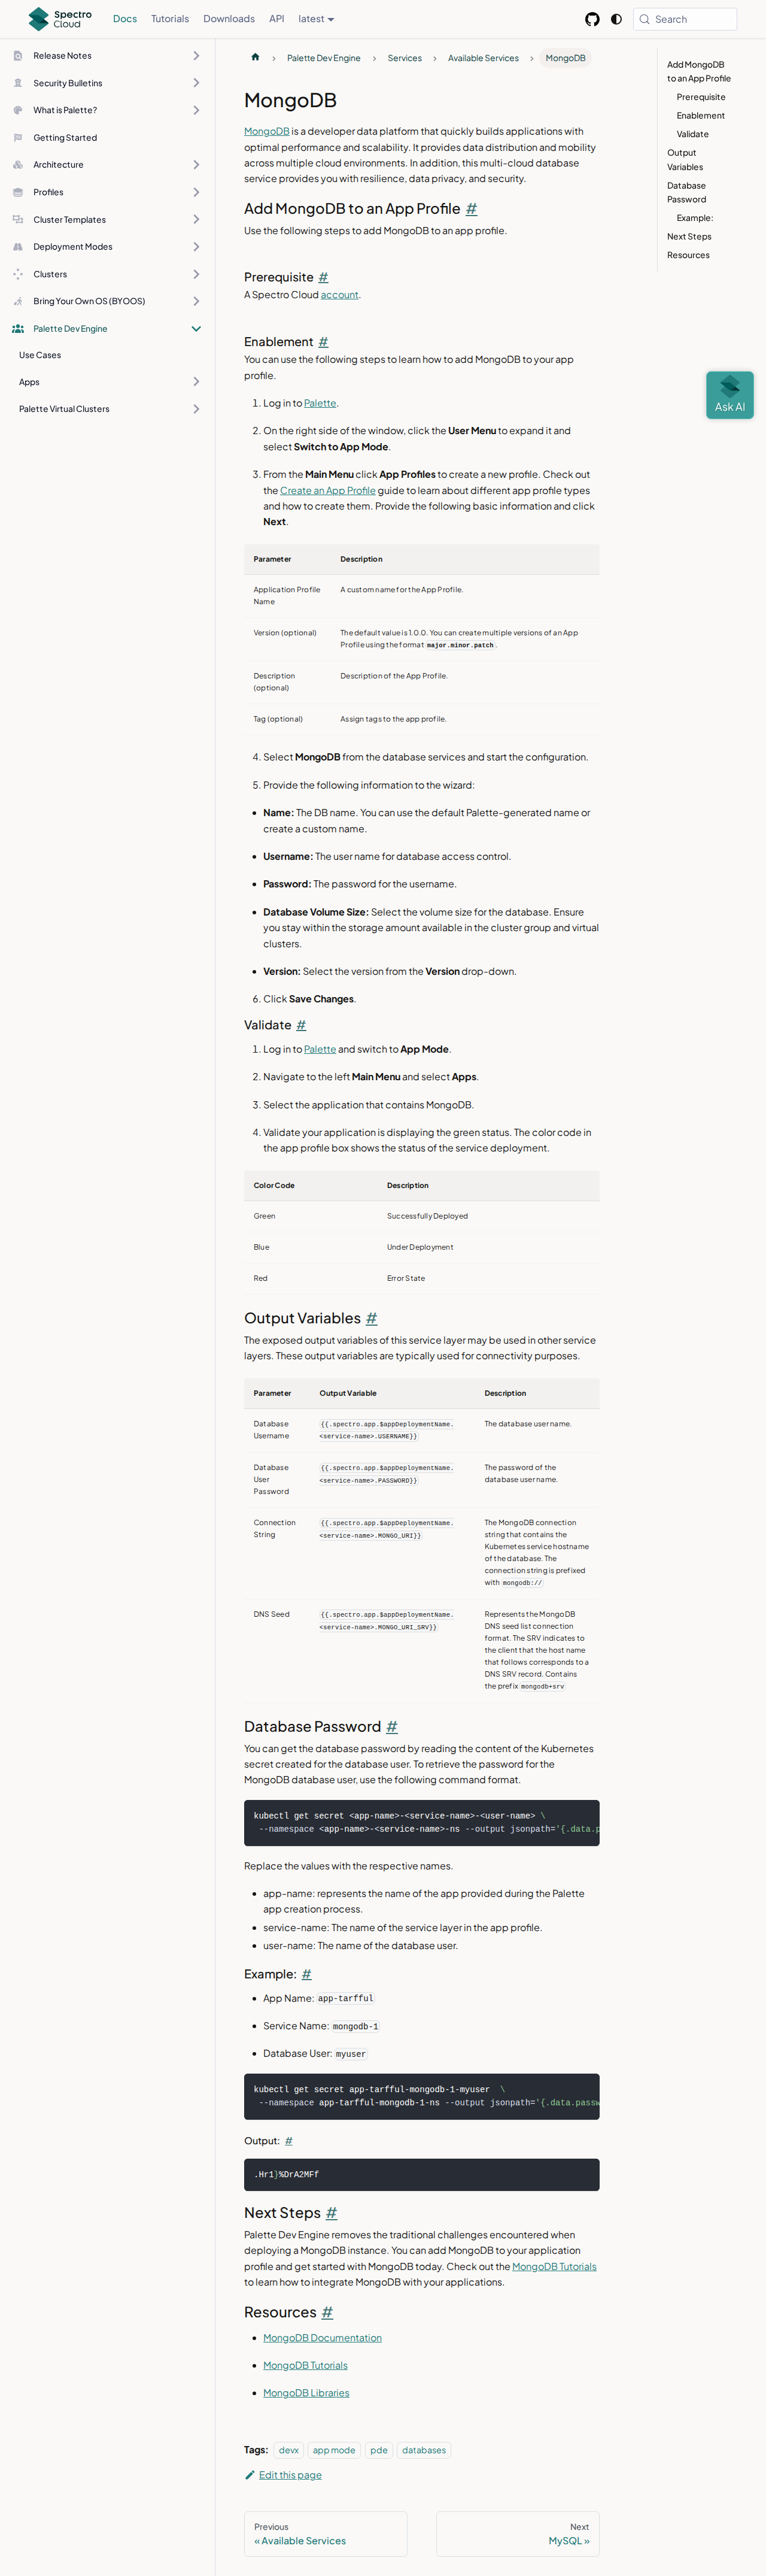 Spectro
Cloud
Docs
Tutorials
Downloads
API
latest
Search
Release Notes
Security Bulletins
What is Palette?
Getting Started
Architecture
Profiles
Cluster Templates
Deployment Modes
Clusters
Bring Your Own OS (BYOOS)
Palette Dev Engine
Use Cases
Apps
Palette Virtual Clusters
Palette Dev Engine
Services
Available Services
MongoDB
MongoDB
MongoDB is a developer data platform that quickly builds applications with
optimal performance and scalability. It provides data distribution and mobility
across multiple cloud environments. In addition, this multi-cloud database
service provides you with resilience, data privacy, and security.
Add MongoDB to an App Profile #
Use the following steps to add MongoDB to an app profile.
Prerequisite #
A Spectro Cloud account.
Enablement #
You can use the following steps to learn how to add MongoDB to your app
profile.
1. Log in to Palette.
2. On the right side of the window, click the User Menu to expand it and
select Switch to App Mode.
3. From the Main Menu click App Profiles to create a new profile. Check out
the Create an App Profile guide to learn about different app profile types
and how to create them. Provide the following basic information and click
Next.
Parameter Description
Application Profile A custom name for the App Profile.
Name
Version (optional) The default value is 1.0.0. You can create multiple versions of an App
Profile using the format major.minor.patch.
Description Description of the App Profile.
(optional)
Tag (optional) Assign tags to the app profile.
4. Select MongoDB from the database services and start the configuration.
5. Provide the following information to the wizard:
• Name: The DB name. You can use the default Palette-generated name or
create a custom name.
• Username: The user name for database access control.
• Password: The password for the username.
• Database Volume Size: Select the volume size for the database. Ensure
you stay within the storage amount available in the cluster group and virtual
clusters.
• Version: Select the version from the Version drop-down.
6. Click Save Changes.
Validate #
1. Log in to Palette and switch to App Mode.
2. Navigate to the left Main Menu and select Apps.
3. Select the application that contains MongoDB.
4. Validate your application is displaying the green status. The color code in
the app profile box shows the status of the service deployment.
Color Code Description
Green Successfully Deployed
Blue Under Deployment
Red Error State
Output Variables #
The exposed output variables of this service layer may be used in other service
layers. These output variables are typically used for connectivity purposes.
Parameter Output Variable Description
Database {{.spectro.app.$appDeploymentName. The database user name.
Username <service-name>.USERNAME}}
Database {{.spectro.app.$appDeploymentName. The password of the
User <service-name>.PASSWORD}} database user name.
Password
Connection {{.spectro.app.$appDeploymentName. The MongoDB connection
String <service-name>.MONGO_URI}} string that contains the
Kubernetes service hostname
of the database. The
connection string is prefixed
with mongodb://
DNS Seed {{.spectro.app.$appDeploymentName. Represents the MongoDB
<service-name>.MONGO_URI_SRV}} DNS seed list connection
format. The SRV indicates to
the client that the host name
that follows corresponds to a
DNS SRV record. Contains
the prefix mongodb+srv
Database Password #
You can get the database password by reading the content of the Kubernetes
secret created for the database user. To retrieve the password for the
MongoDB database user, use the following command format.
kubectl get secret <app-name>-<service-name>-<user-name> \
--namespace <app-name>-<service-name>-ns --output jsonpath='{.data.p
Replace the values with the respective names.
• app-name: represents the name of the app provided during the Palette
app creation process.
• service-name: The name of the service layer in the app profile.
• user-name: The name of the database user.
Example: #
• App Name: app-tarfful
• Service Name: mongodb-1
• Database User: myuser
kubectl get secret app-tarfful-mongodb-1-myuser \
--namespace app-tarfful-mongodb-1-ns --output jsonpath='{.data.passw
Output: #
.Hr1}%DrA2MFf
Next Steps #
Palette Dev Engine removes the traditional challenges encountered when
deploying a MongoDB instance. You can add MongoDB to your application
profile and get started with MongoDB today. Check out the MongoDB Tutorials
to learn how to integrate MongoDB with your applications.
Resources #
• MongoDB Documentation
• MongoDB Tutorials
• MongoDB Libraries
Tags: devx app mode pde databases
Edit this page
Previous
« Available Services
Next
MySQL »
Add MongoDB
to an App Profile
Prerequisite
Enablement
Validate
Output
Variables
Database
Password
Example:
Next Steps
Resources
Ask AI